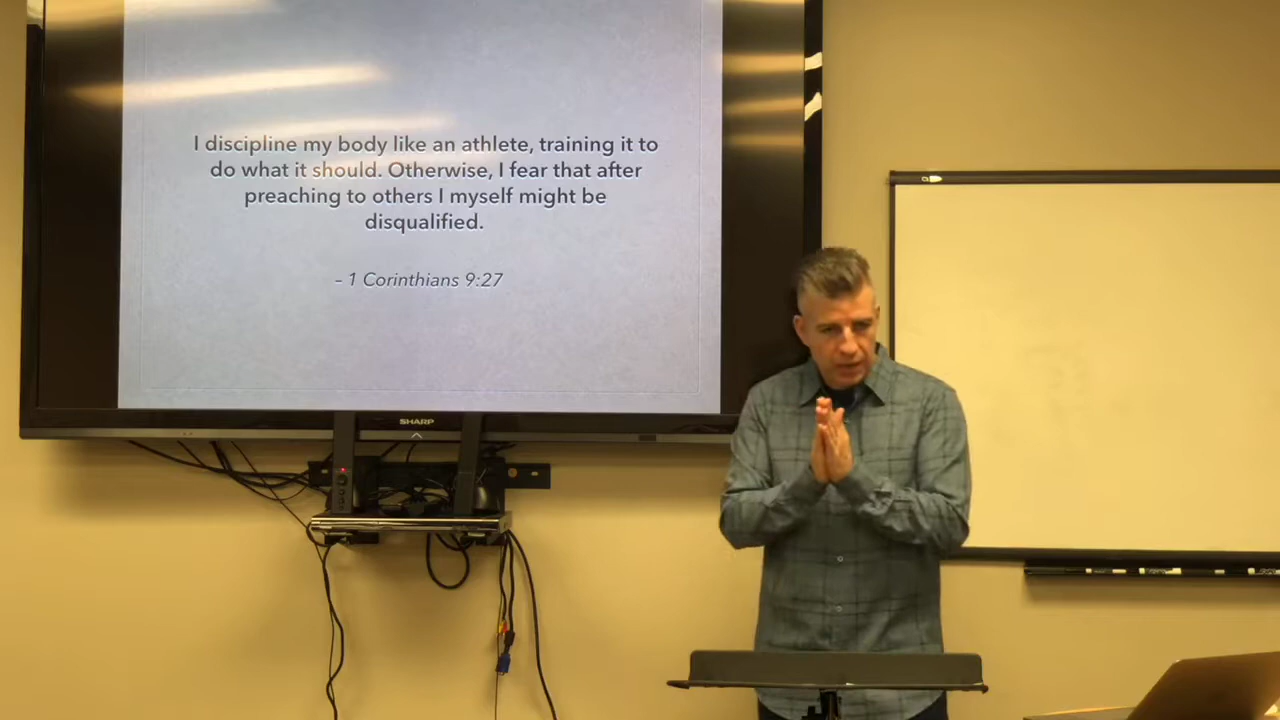 I discipline my body like an athlete, training it to
do what it should. Otherwise, I fear that after
preaching to others I myself might be
disqualified.
– 1 Corinthians 9:27
SHARP